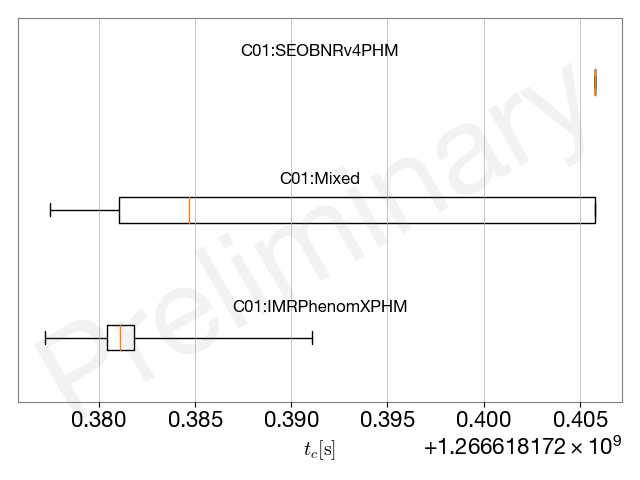 C01:SEOBNRv4PHM
C01:Mixed
C01:IMRPhenomXPHM
Preliminary
0.380 0.385 0.390 0.395 0.400 0.405
t_c[s]
+1.266618172 × 10⁹